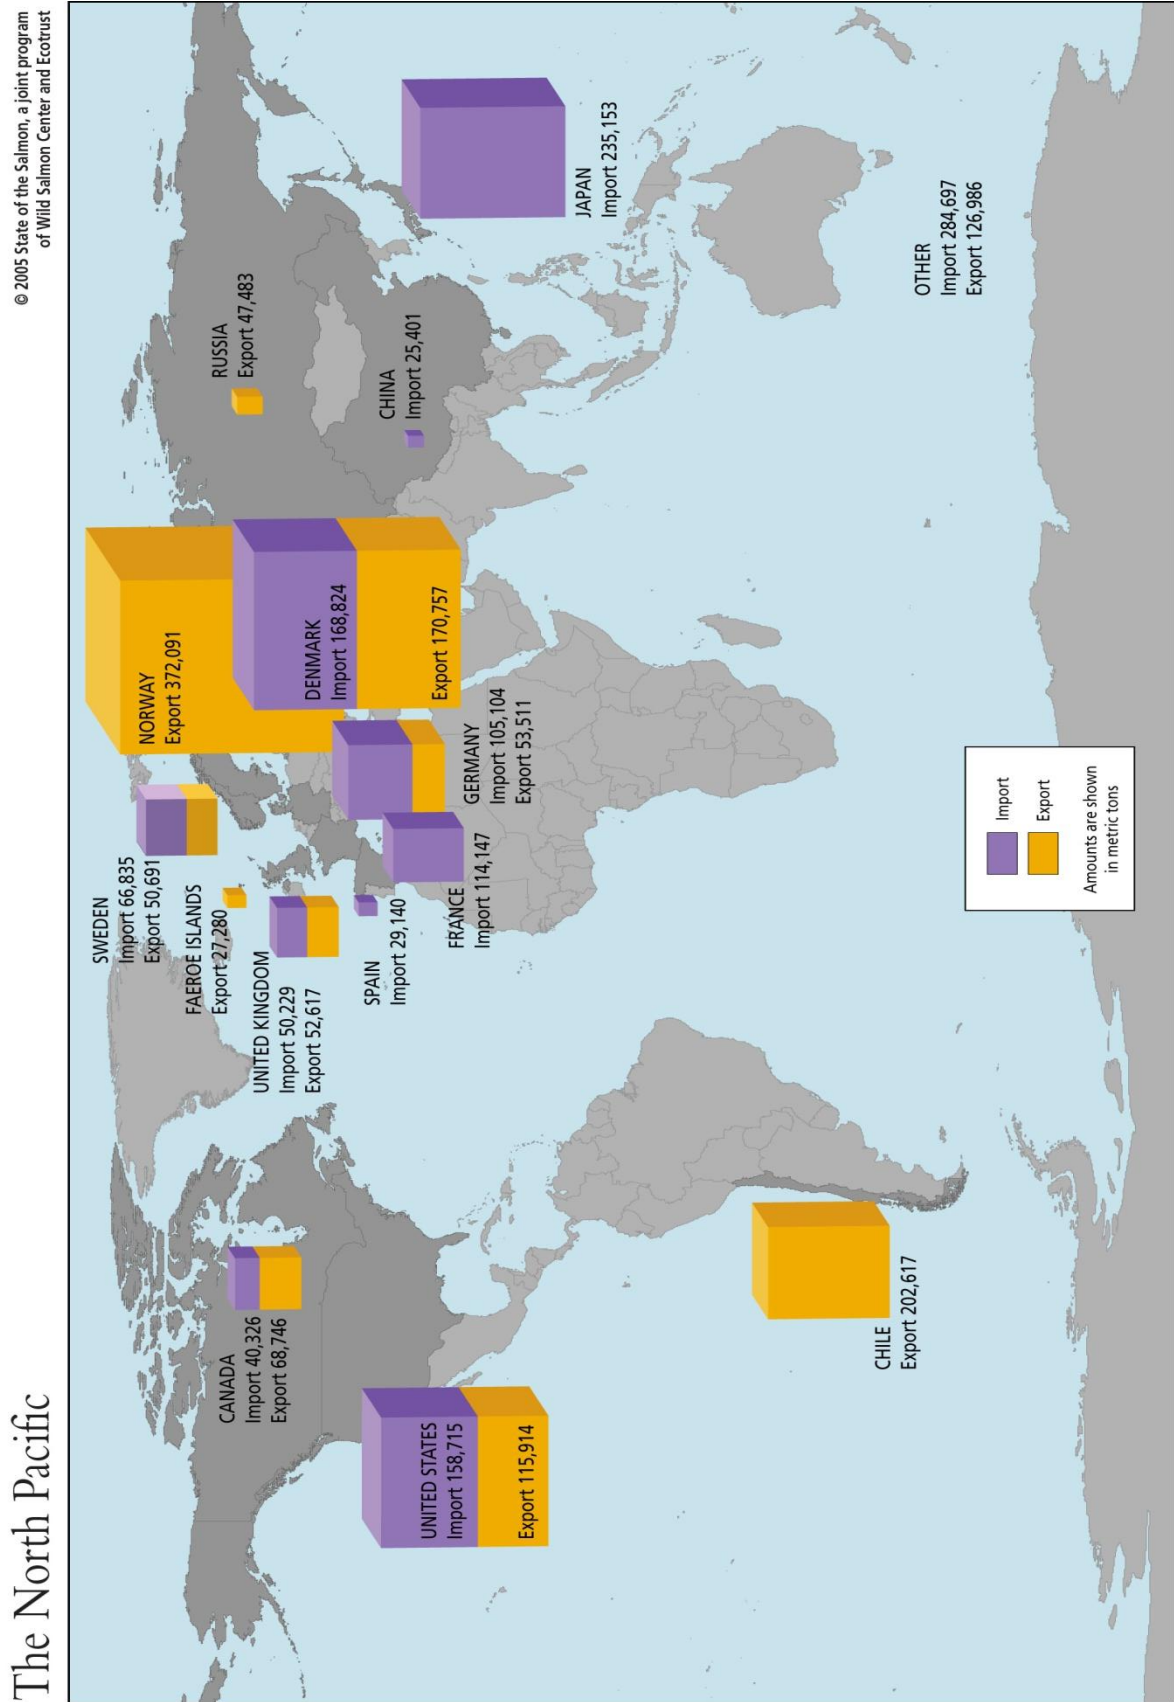 The North Pacific
© 2005 State of the Salmon, a joint program
of Wild Salmon Center and Ecotrust
CANADA
Import 40,326
Export 68,746
UNITED STATES
Import 158,715
Export 115,914
CHILE
Export 202,617
SWEDEN
Import 66,835
Export 50,691
FAEROE ISLANDS
Export 27,280
UNITED KINGDOM
Import 50,229
Export 52,617
SPAIN
Import 29,140
FRANCE
Import 114,147
GERMANY
Import 105,104
Export 53,511
NORWAY
Export 372,091
DENMARK
Import 168,824
Export 170,757
RUSSIA
Export 47,483
CHINA
Import 25,401
JAPAN
Import 235,153
OTHER
Import 284,697
Export 126,986
Import
Export
Amounts are shown
in metric tons